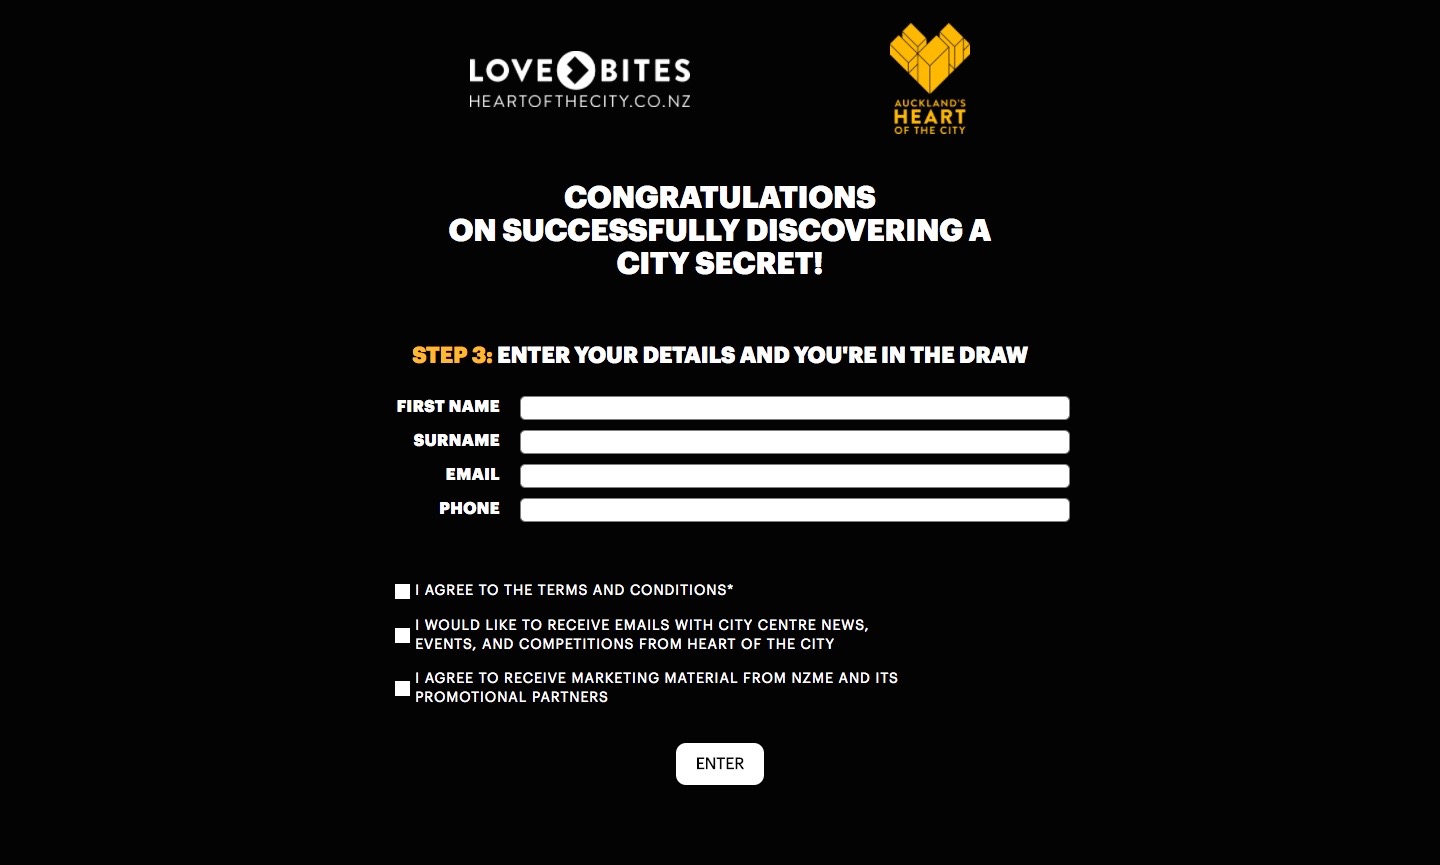 LOVE BITES
HEARTOFTHECITY.CO.NZ
AUCKLAND'S
HEART
OF THE CITY
CONGRATULATIONS
ON SUCCESSFULLY DISCOVERING A
CITY SECRET!
STEP 3: ENTER YOUR DETAILS AND YOU'RE IN THE DRAW
FIRST NAME
SURNAME
EMAIL
PHONE
I AGREE TO THE TERMS AND CONDITIONS*
I WOULD LIKE TO RECEIVE EMAILS WITH CITY CENTRE NEWS,
EVENTS, AND COMPETITIONS FROM HEART OF THE CITY
I AGREE TO RECEIVE MARKETING MATERIAL FROM NZME AND ITS
PROMOTIONAL PARTNERS
ENTER